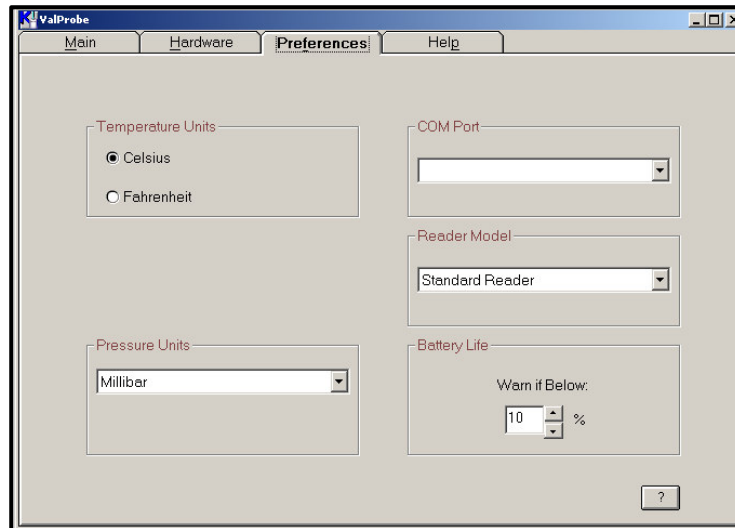 ValProbe
Main Hardware Preferences Help
Temperature Units
Celsius
Fahrenheit
COM Port
Reader Model
Standard Reader
Pressure Units
Millibar
Battery Life
Warn if Below:
10 %
?